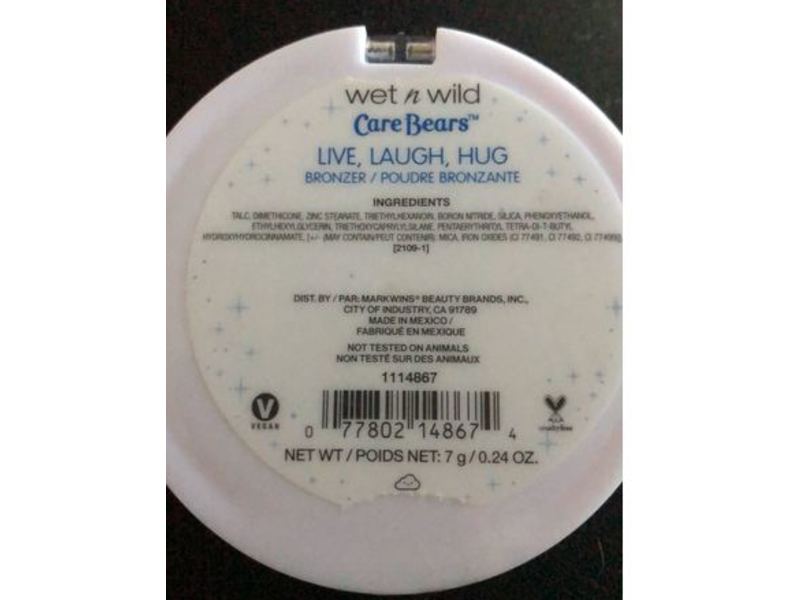 wet n wild
Care Bears™
LIVE, LAUGH, HUG
BRONZER / POUDRE BRONZANTE
INGREDIENTS
TALC, DIMETHICONE, ZINC STEARATE, TRIETHYLHEXANOIN, BORON NITRIDE, SILICA, PHENOXYETHANOL,
ETHYLHEXYLGLYCERIN, TRIETHOXYCAPRYLYLSILANE, PENTAERYTHRITYL TETRA-DI-T-BUTYL
HYDROXYHYDROCINNAMATE, [+/- (MAY CONTAIN/PEUT CONTENIR): MICA, IRON OXIDES (CI 77491, CI 77492, CI 77499)]
[2109-1]
DIST. BY / PAR: MARKWINS® BEAUTY BRANDS, INC.,
CITY OF INDUSTRY, CA 91789
MADE IN MEXICO /
FABRIQUÉ EN MEXIQUE
NOT TESTED ON ANIMALS
NON TESTÉ SUR DES ANIMAUX
1114867
V
VEGAN
0 77802 14867 4
crueltyfree
NET WT / POIDS NET: 7 g / 0.24 OZ.